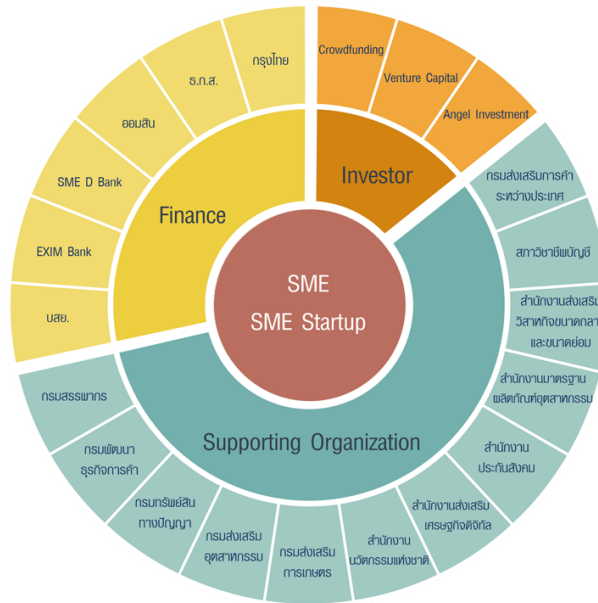 SME
SME Startup
Investor
Crowdfunding
Venture Capital
Angel Investment
Supporting Organization
กรมส่งเสริมการค้า
ระหว่างประเทศ
สภาวิชาชีพบัญชี
สำนักงานส่งเสริม
วิสาหกิจขนาดกลาง
และขนาดย่อม
สำนักงานมาตรฐาน
ผลิตภัณฑ์อุตสาหกรรม
สำนักงาน
ประกันสังคม
สำนักงานส่งเสริม
เศรษฐกิจดิจิทัล
สำนักงาน
นวัตกรรมแห่งชาติ
กรมส่งเสริม
การเกษตร
กรมส่งเสริม
อุตสาหกรรม
กรมทรัพย์สิน
ทางปัญญา
กรมพัฒนา
ธุรกิจการค้า
กรมสรรพากร
Finance
บสย.
EXIM Bank
SME D Bank
ออมสิน
ธ.ก.ส.
กรุงไทย